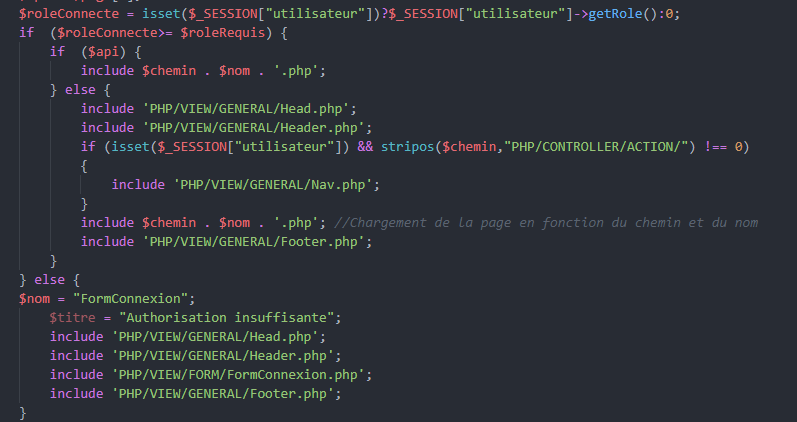 $roleConnecte = isset($_SESSION["utilisateur"])?$_SESSION["utilisateur"]->getRole():0;
if  ($roleConnecte>= $roleRequis) {
    if  ($api) {
        include $chemin . $nom . '.php';
    } else {
        include 'PHP/VIEW/GENERAL/Head.php';
        include 'PHP/VIEW/GENERAL/Header.php';
        if (isset($_SESSION["utilisateur"]) && stripos($chemin,"PHP/CONTROLLER/ACTION/") !== 0)
        {
            include 'PHP/VIEW/GENERAL/Nav.php';
        }
        include $chemin . $nom . '.php'; //Chargement de la page en fonction du chemin et du nom
        include 'PHP/VIEW/GENERAL/Footer.php';
    }
} else {
$nom = "FormConnexion";
    $titre = "Authorisation insuffisante";
    include 'PHP/VIEW/GENERAL/Head.php';
    include 'PHP/VIEW/GENERAL/Header.php';
    include 'PHP/VIEW/FORM/FormConnexion.php';
    include 'PHP/VIEW/GENERAL/Footer.php';
}